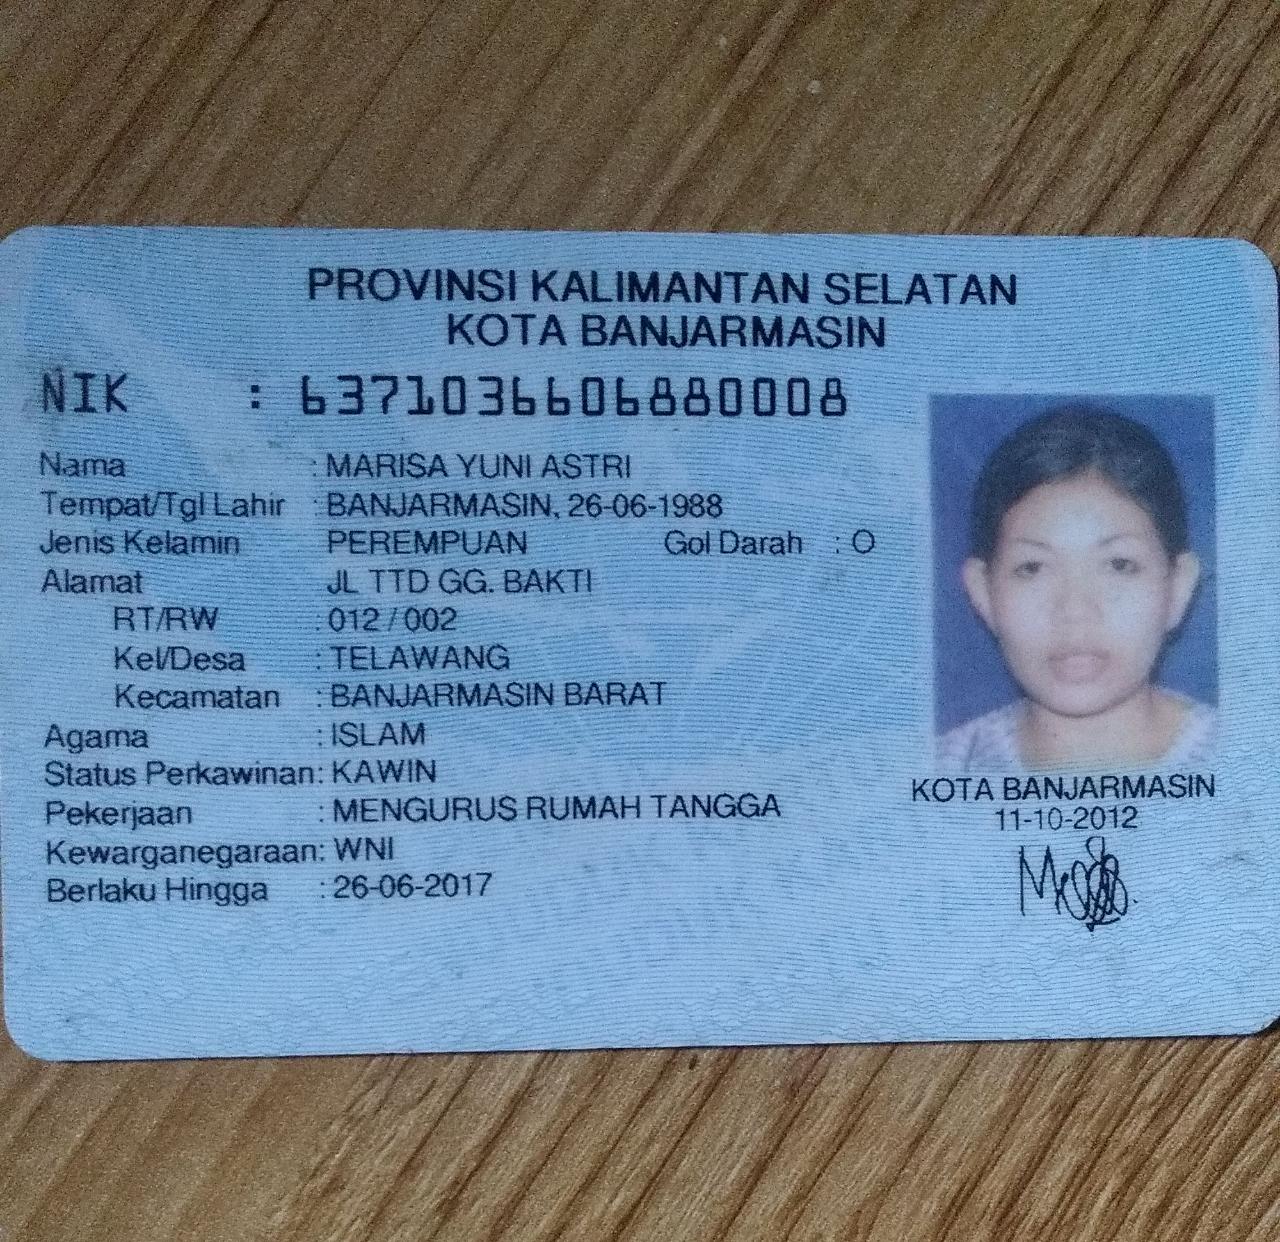 PROVINSI KALIMANTAN SELATAN
KOTA BANJARMASIN
NIK : 6371036606880008
Nama : MARISA YUNI ASTRI
Tempat/Tgl Lahir : BANJARMASIN, 26-06-1988
Jenis Kelamin PEREMPUAN Gol Darah : O
Alamat JL TTD GG. BAKTI
RT/RW : 012 / 002
Kel/Desa : TELAWANG
Kecamatan : BANJARMASIN BARAT
Agama : ISLAM
Status Perkawinan : KAWIN
Pekerjaan : MENGURUS RUMAH TANGGA
Kewarganegaraan : WNI
Berlaku Hingga : 26-06-2017
KOTA BANJARMASIN
11-10-2012